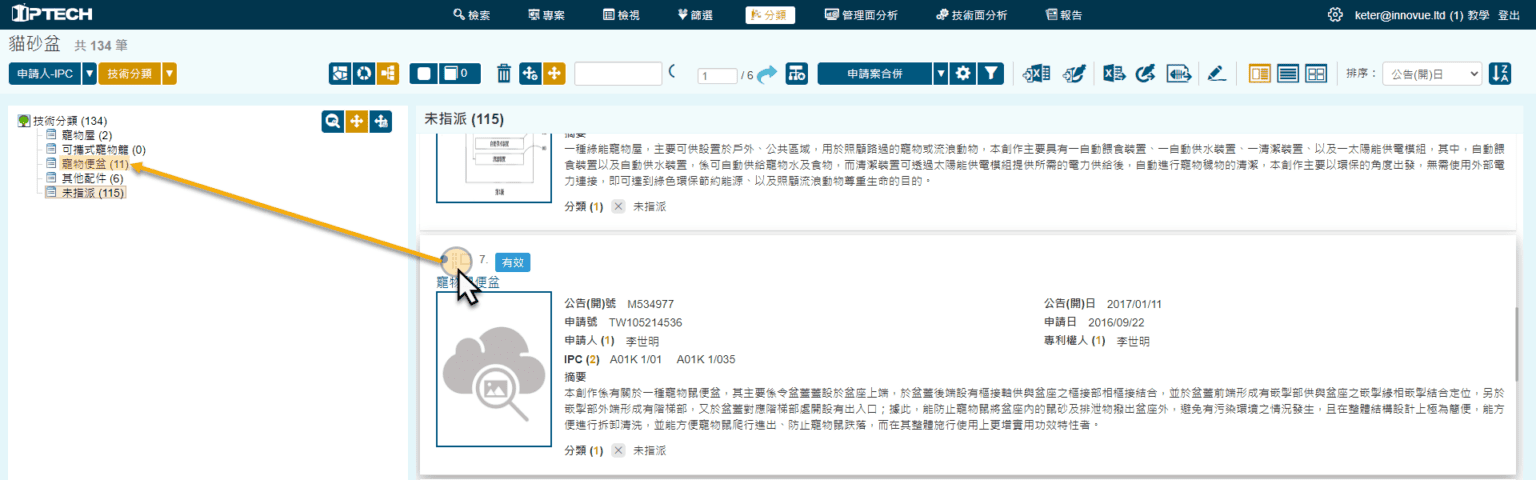 IPTECH
檢索 專案 檢視 篩選 分類 管理面分析 技術面分析 報告 keter@innovue.ltd (1) 教學 登出
貓砂盆 共 134 筆
申請人-IPC 技術分類 0 1 / 6 申請案合併 排序： 公告(開)日
技術分類 (134)
寵物屋 (2)
可攜式寵物籠 (0)
寵物便盆 (11)
其他配件 (6)
未指派 (115)
未指派 (115)
摘要
一種綠能寵物屋，主要可供設置於戶外、公共區域，用於照顧路過的寵物或流浪動物，本創作主要具有一自動餵食裝置、一自動供水裝置，一清潔裝置、以及一太陽能供電模組，其中，自動餵
食裝置以及自動供水裝置，係可自動供給寵物水及食物，而清潔裝置可透過太陽能供電模組提供所需的電力供給後，自動進行寵物穢物的清潔，本創作主要以環保的角度出發，無需使用外部電
力連接，即可達到綠色環保節約能源、以及照顧流浪動物尊重生命的目的。
分類 (1) 未指派
7. 有效
寵物鼠便盆
公告(開)號 M534977 公告(開)日 2017/01/11
申請號 TW105214536 申請日 2016/09/22
申請人 (1) 李世明 專利權人 (1) 李世明
IPC (2) A01K 1/01 A01K 1/035
摘要
本創作係有關於一種寵物鼠便盆，其主要係令盆蓋蓋設於盆座上端，於盆蓋後端設有樞接軸供與盆座之樞接部相樞接結合，並於盆蓋前端形成有嵌掣部供與盆座之嵌掣緣相嵌掣結合定位，另於
嵌掣部外端形成有階梯部，又於盆蓋對應階梯部處開設有出入口；據此，能防止寵物鼠將盆座內的鼠砂及排泄物撥出盆座外，避免有污染環境之情況發生，且在整體結構設計上極為簡便，能方
便進行拆卸清洗，並能方便寵物鼠爬行進出、防止寵物鼠跌落，而在其整體施行使用上更增實用功效特性者。
分類 (1) 未指派